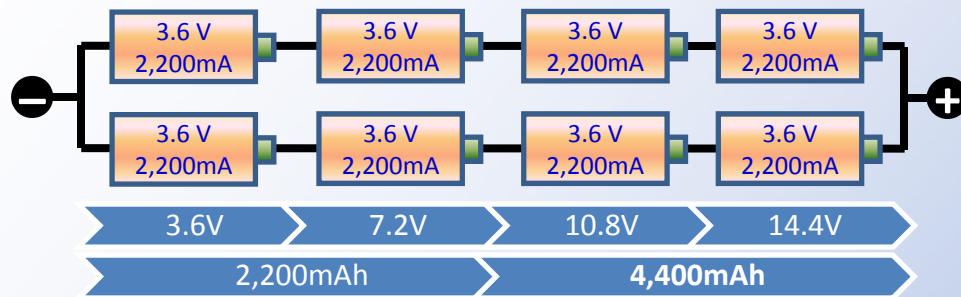 3.6 V 3.6 V 3.6 V 3.6 V
2,200mA 2,200mA 2,200mA 2,200mA
− +
3.6 V 3.6 V 3.6 V 3.6 V
2,200mA 2,200mA 2,200mA 2,200mA
3.6V 7.2V 10.8V 14.4V
2,200mAh 4,400mAh